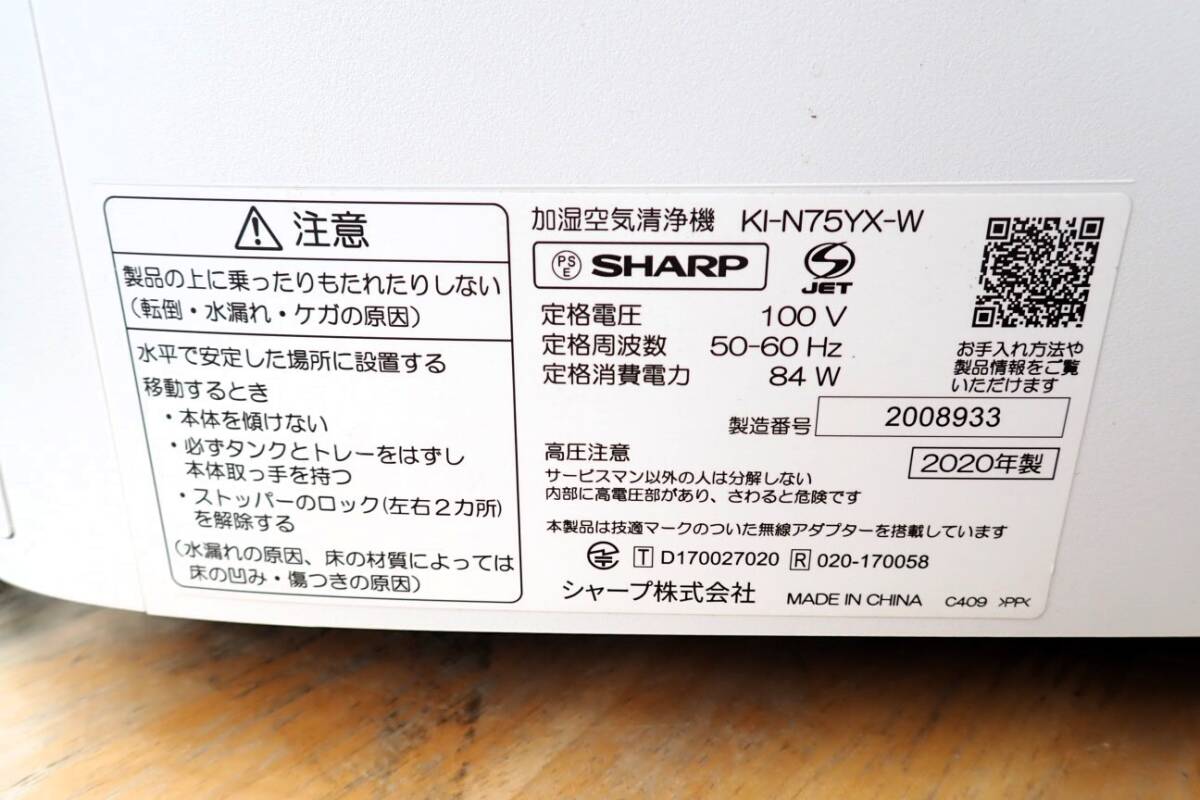 注意
製品の上に乗ったりもたれたりしない
(転倒・水漏れ・ケガの原因)
水平で安定した場所に設置する
移動するとき
・本体を傾けない
・必ずタンクとトレーをはずし
本体取っ手を持つ
・ストッパーのロック(左右2カ所)
を解除する
(水漏れの原因、床の材質によっては
床の凹み・傷つきの原因)
加湿空気清浄機 KI-N75YX-W
PS
E SHARP
JET
定格電圧 100 V
定格周波数 50-60 Hz
定格消費電力 84 W
お手入れ方法や
製品情報をご覧
いただけます
製造番号 2008933
2020年製
高圧注意
サービスマン以外の人は分解しない
内部に高電圧部があり、さわると危険です
本製品は技適マークのついた無線アダプターを搭載しています
T D170027020 R 020-170058
シャープ株式会社 MADE IN CHINA C409 >PP<